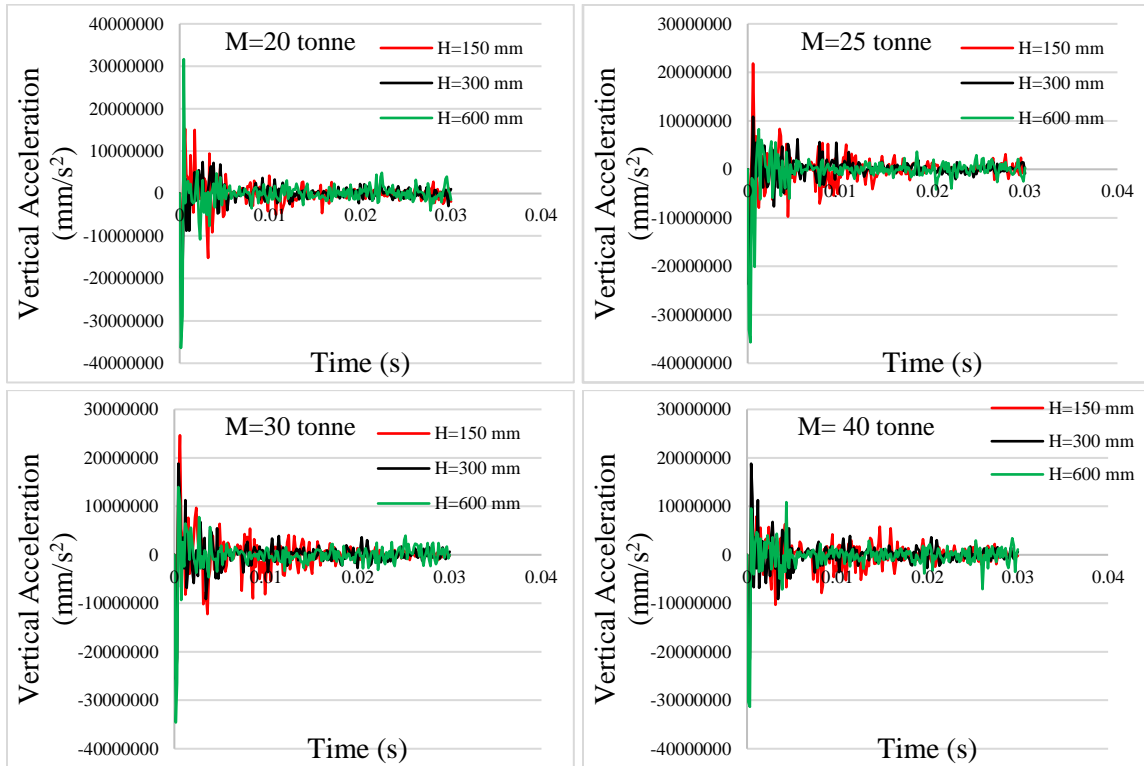 Vertical Acceleration
(mm/s²)
M=20 tonne
H=150 mm
H=300 mm
H=600 mm
40000000
30000000
20000000
10000000
0
-10000000
-20000000
-30000000
-40000000
0 0.01 0.02 0.03 0.04
Time (s)
Vertical Acceleration
(mm/s²)
M=25 tonne
H=150 mm
H=300 mm
H=600 mm
30000000
20000000
10000000
0
-10000000
-20000000
-30000000
-40000000
0 0.01 0.02 0.03 0.04
Time (s)
Vertical Acceleration
(mm/s²)
M=30 tonne
H=150 mm
H=300 mm
H=600 mm
30000000
20000000
10000000
0
-10000000
-20000000
-30000000
-40000000
0 0.01 0.02 0.03 0.04
Time (s)
Vertical Acceleration
(mm/s²)
M= 40 tonne
H=150 mm
H=300 mm
H=600 mm
30000000
20000000
10000000
0
-10000000
-20000000
-30000000
-40000000
0 0.01 0.02 0.03 0.04
Time (s)